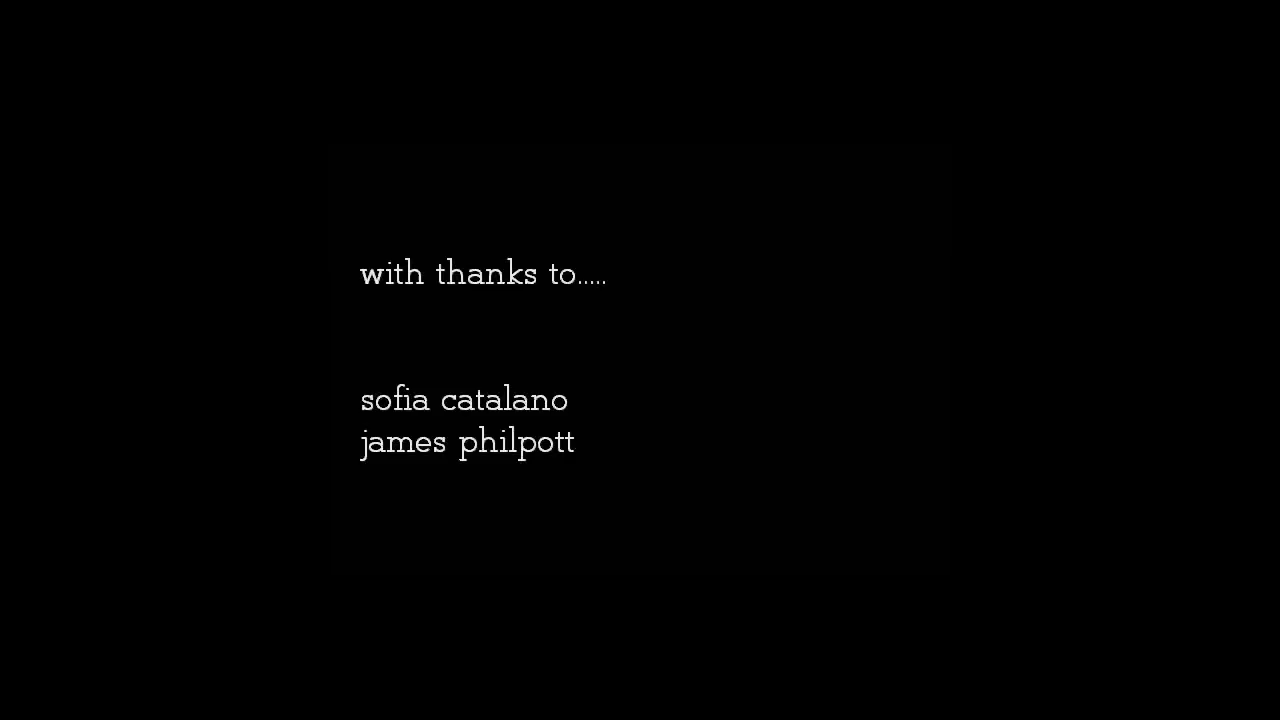 with thanks to.....
sofia catalano
james philpott